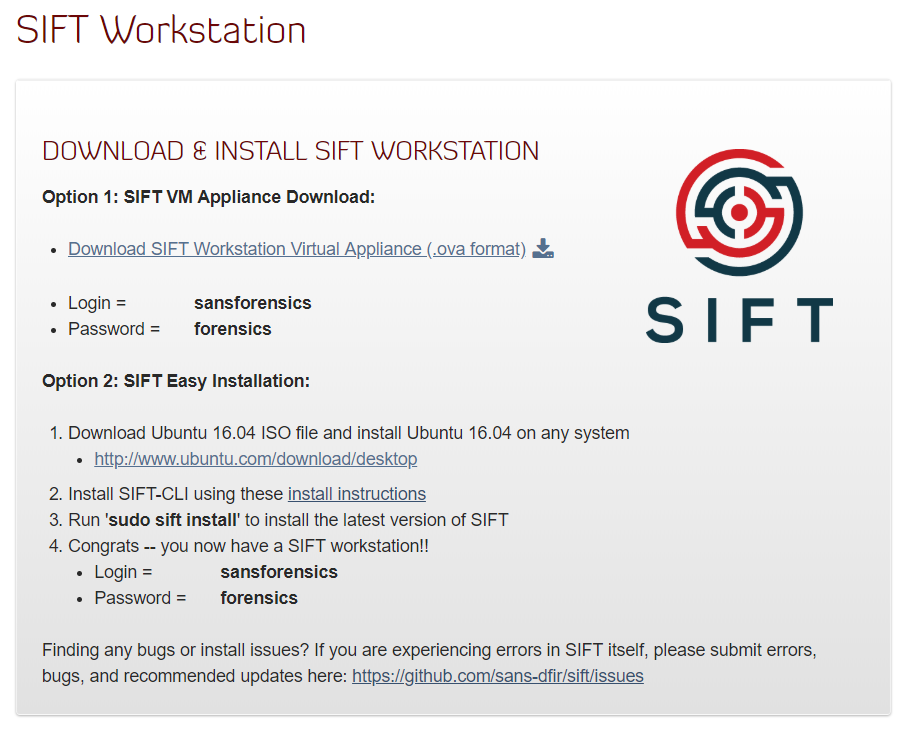 SIFT Workstation
DOWNLOAD & INSTALL SIFT WORKSTATION
Option 1: SIFT VM Appliance Download:
• Download SIFT Workstation Virtual Appliance (.ova format)
• Login = sansforensics
• Password = forensics
SIFT
Option 2: SIFT Easy Installation:
1. Download Ubuntu 16.04 ISO file and install Ubuntu 16.04 on any system
• http://www.ubuntu.com/download/desktop
2. Install SIFT-CLI using these install instructions
3. Run 'sudo sift install' to install the latest version of SIFT
4. Congrats -- you now have a SIFT workstation!!
• Login = sansforensics
• Password = forensics
Finding any bugs or install issues? If you are experiencing errors in SIFT itself, please submit errors,
bugs, and recommended updates here: https://github.com/sans-dfir/sift/issues